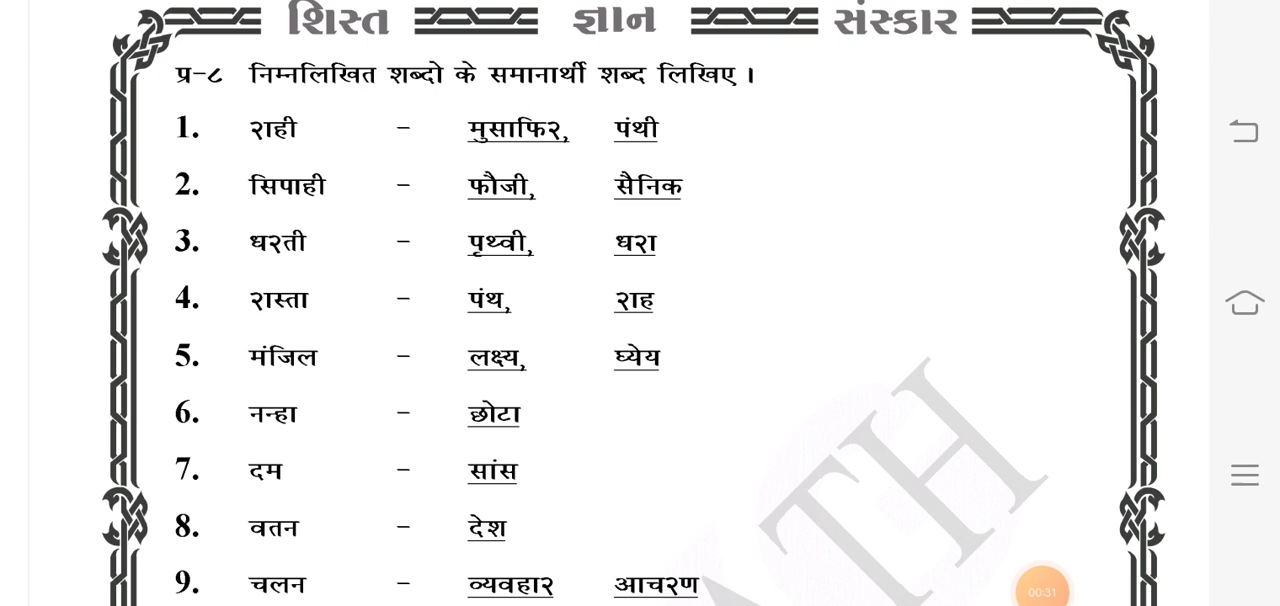 શિસ્ત જ્ઞાન સંસ્કાર
प्र-८ निम्नलिखित शब्दो के समानार्थी शब्द लिखिए ।
1. राही - मुसाफिर, पंथी
2. सिपाही - फौजी, सैनिक
3. धरती - पृथ्वी, धरा
4. रास्ता - पंथ, राह
5. मंजिल - लक्ष्य, घ्येय
6. नन्हा - छोटा
7. दम - सांस
8. वतन - देश
9. चलन - व्यवहार आचरण
ATH
00:31